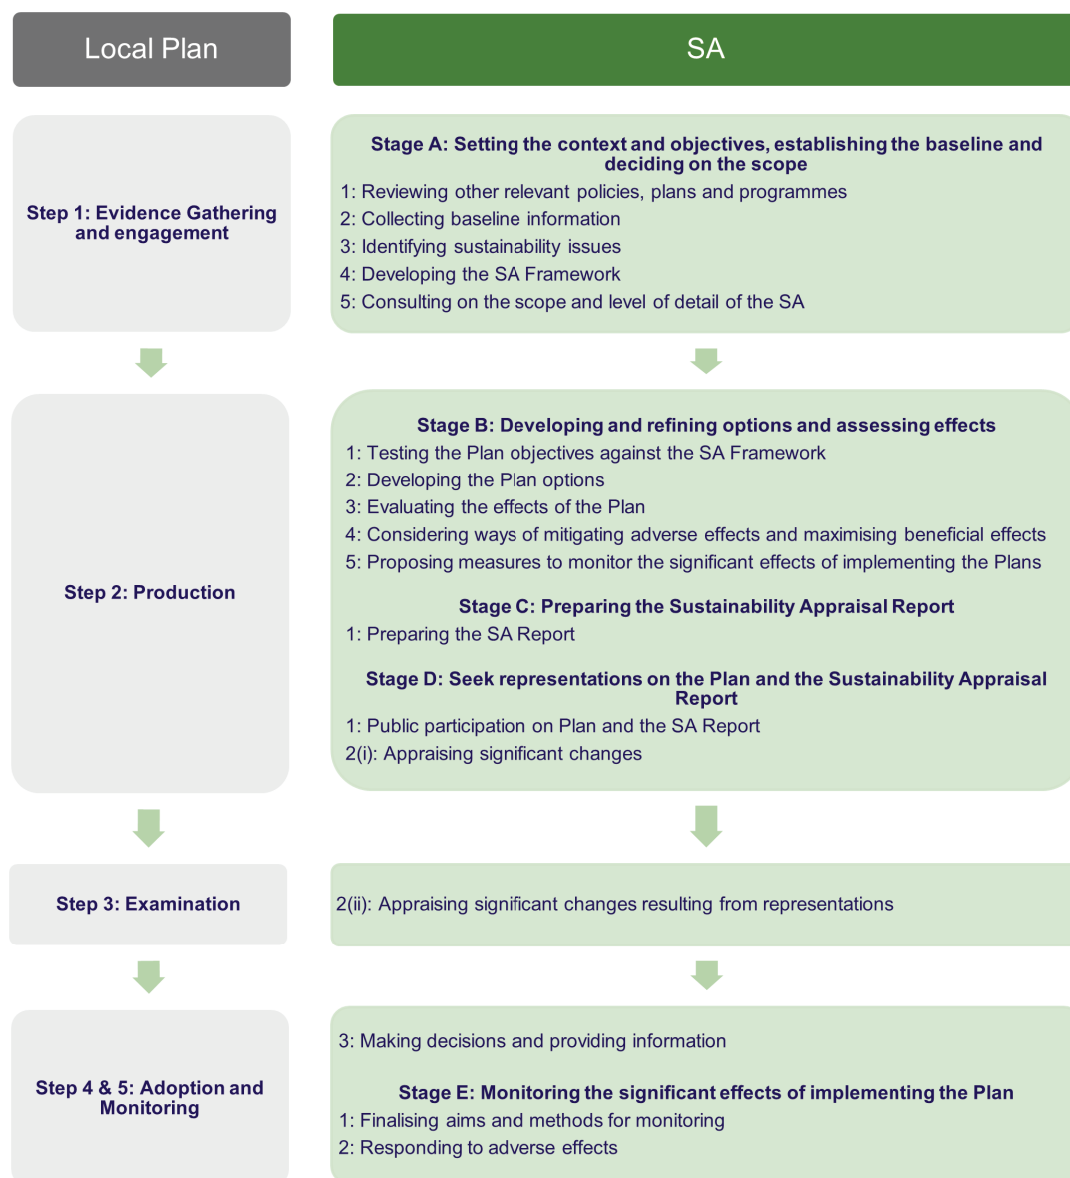 Local Plan
SA
Step 1: Evidence Gathering
and engagement
Stage A: Setting the context and objectives, establishing the baseline and
deciding on the scope
1: Reviewing other relevant policies, plans and programmes
2: Collecting baseline information
3: Identifying sustainability issues
4: Developing the SA Framework
5: Consulting on the scope and level of detail of the SA
Step 2: Production
Stage B: Developing and refining options and assessing effects
1: Testing the Plan objectives against the SA Framework
2: Developing the Plan options
3: Evaluating the effects of the Plan
4: Considering ways of mitigating adverse effects and maximising beneficial effects
5: Proposing measures to monitor the significant effects of implementing the Plans
Stage C: Preparing the Sustainability Appraisal Report
1: Preparing the SA Report
Stage D: Seek representations on the Plan and the Sustainability Appraisal
Report
1: Public participation on Plan and the SA Report
2(i): Appraising significant changes
Step 3: Examination
2(ii): Appraising significant changes resulting from representations
Step 4 & 5: Adoption and
Monitoring
3: Making decisions and providing information
Stage E: Monitoring the significant effects of implementing the Plan
1: Finalising aims and methods for monitoring
2: Responding to adverse effects